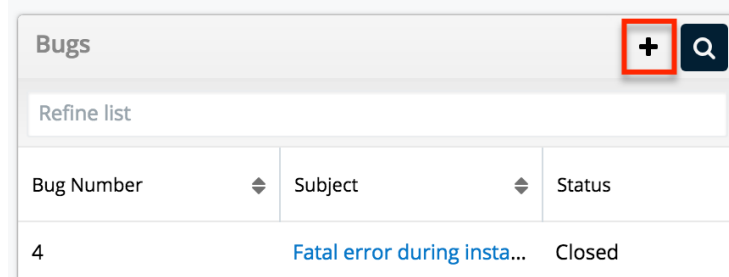 Bugs
Refine list
Bug Number Subject Status
4 Fatal error during insta... Closed